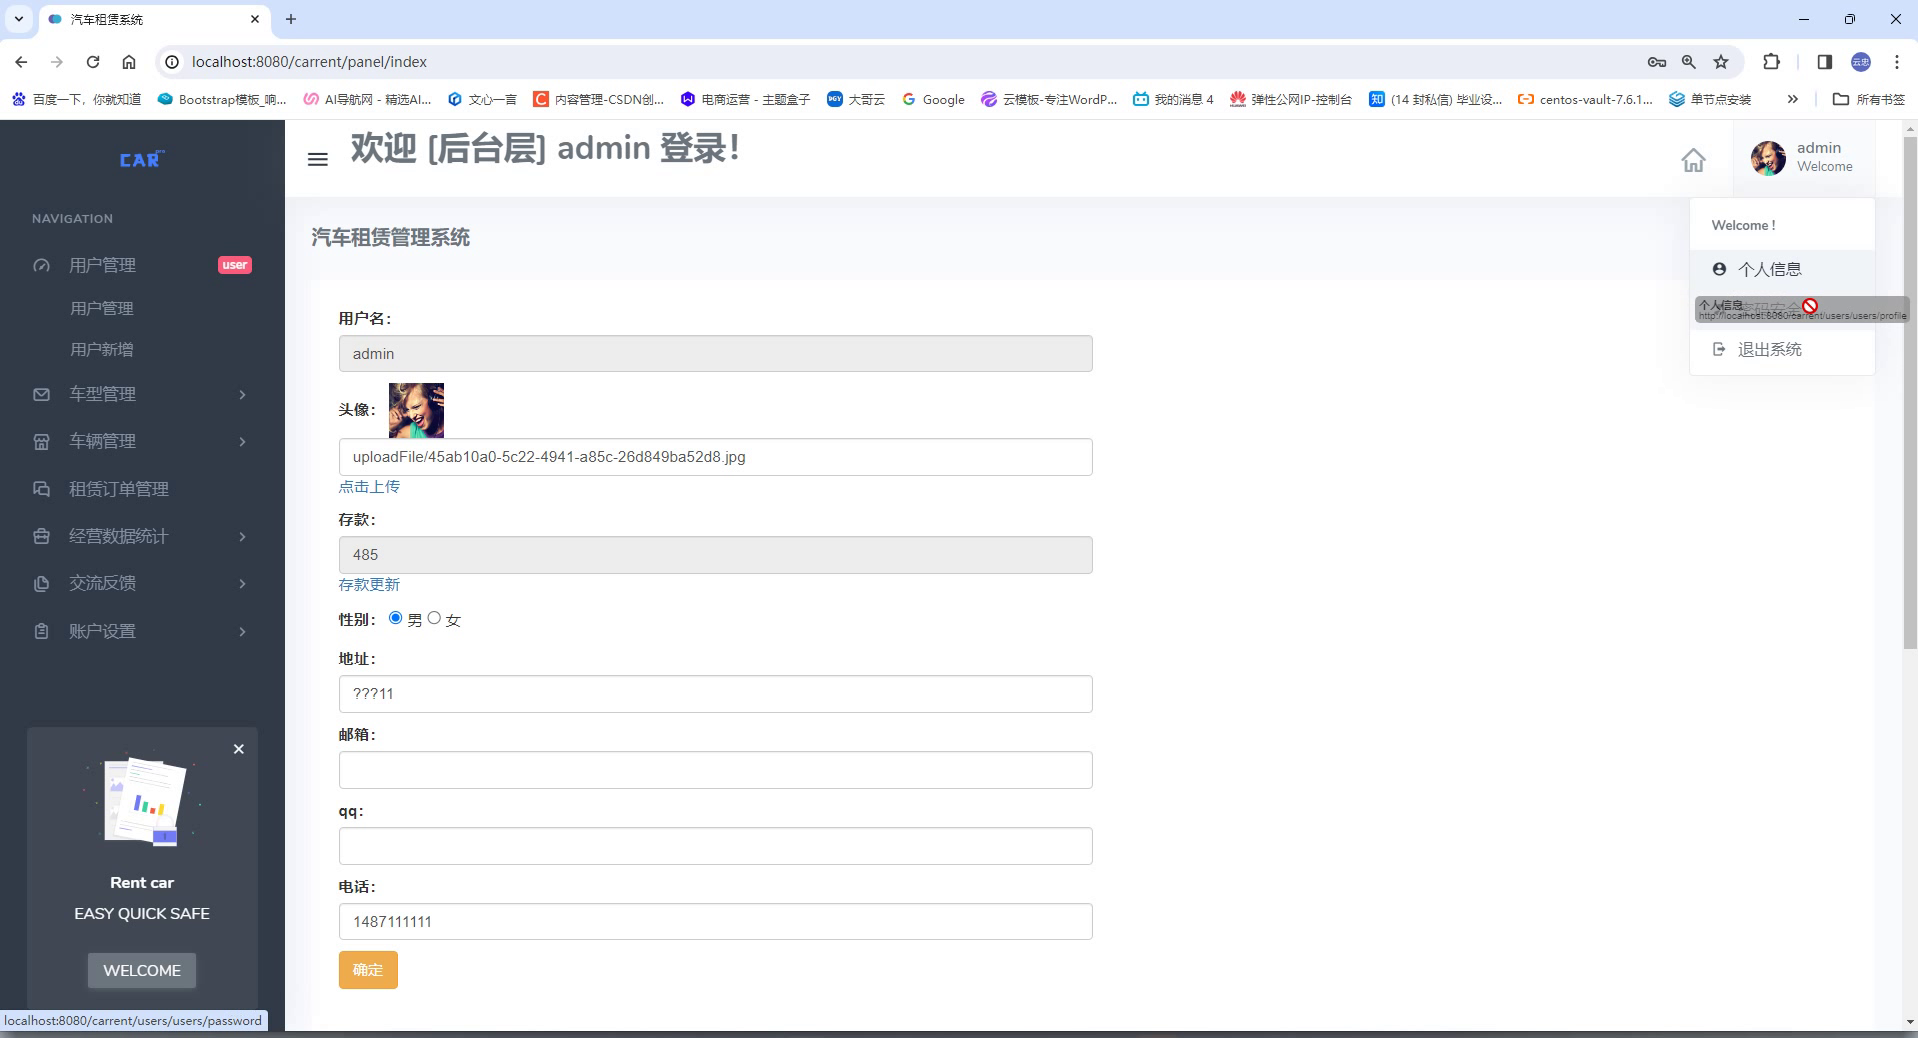 汽车租赁系统
localhost:8080/carrent/panel/index
百度一下，你就知道
Bootstrap模板_响...
AI导航网 - 精选AI...
文心一言
内容管理-CSDN创...
电商运营 - 主题盒子
大哥云
Google
云模板-专注WordP...
我的消息 4
弹性公网IP-控制台
(14 封私信) 毕业设...
centos-vault-7.6.1...
单节点安装
所有书签
CAR
欢迎 [后台层] admin 登录！
admin
Welcome
NAVIGATION
用户管理
user
用户管理
用户新增
车型管理
车辆管理
租赁订单管理
经营数据统计
交流反馈
账户设置
Rent car
EASY QUICK SAFE
WELCOME
localhost:8080/carrent/users/users/password
汽车租赁管理系统
用户名：
admin
头像：
uploadFile/45ab10a0-5c22-4941-a85c-26d849ba52d8.jpg
点击上传
存款：
485
存款更新
性别： 男 女
地址：
???11
邮箱：
qq：
电话：
1487111111
确定
Welcome !
个人信息
密码安全
个人信息
http://localhost:8080/carrent/users/users/profile
退出系统